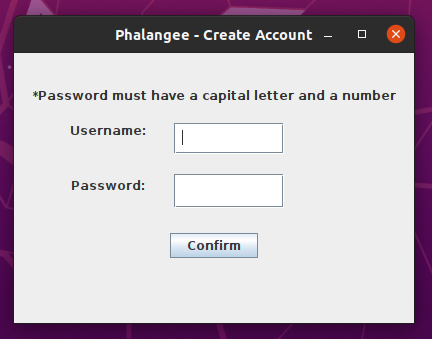 Phalangee - Create Account
*Password must have a capital letter and a number
Username:
Password:
Confirm